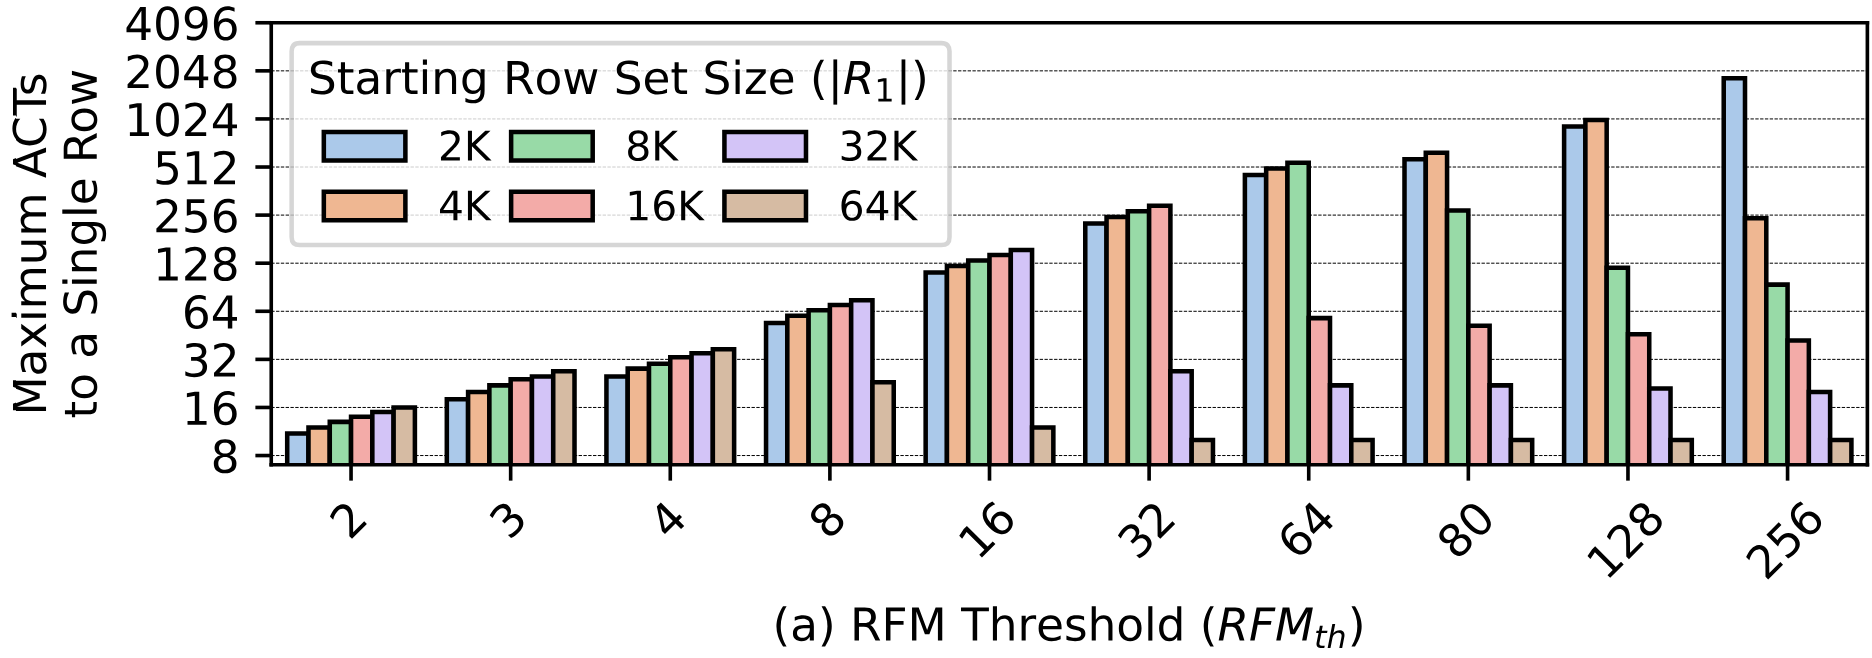 Maximum ACTs
to a Single Row
4096
2048
1024
512
256
128
64
32
16
8
Starting Row Set Size (|R₁|)
2K 8K 32K
4K 16K 64K
2 3 4 8 16 32 64 80 128 256
(a) RFM Threshold (RFM_th)